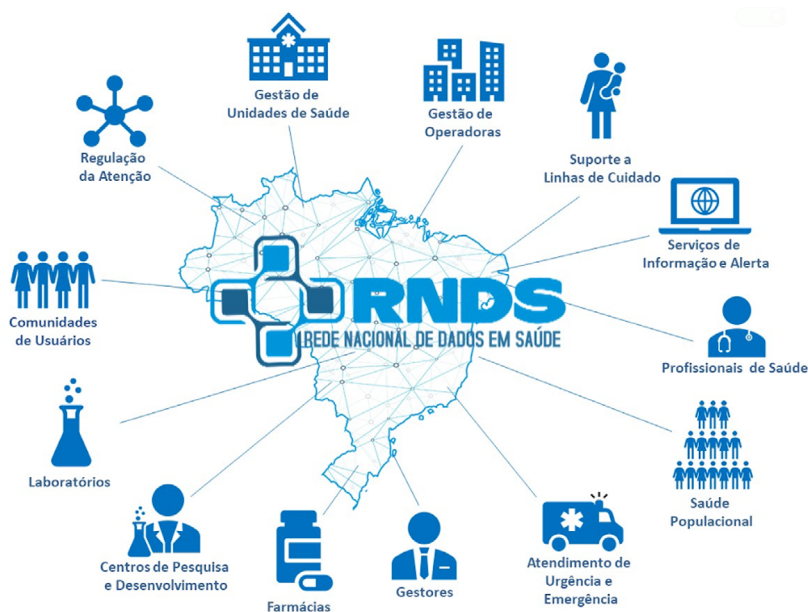 Gestão de
Unidades de Saúde
Gestão de
Operadoras
Regulação
da Atenção
Suporte a
Linhas de Cuidado
Serviços de
Informação e Alerta
Comunidades
de Usuários
RNDS
REDE NACIONAL DE DADOS EM SAÚDE
Profissionais de Saúde
Laboratórios
Saúde
Populacional
Centros de Pesquisa
e Desenvolvimento
Farmácias
Gestores
Atendimento de
Urgência e
Emergência